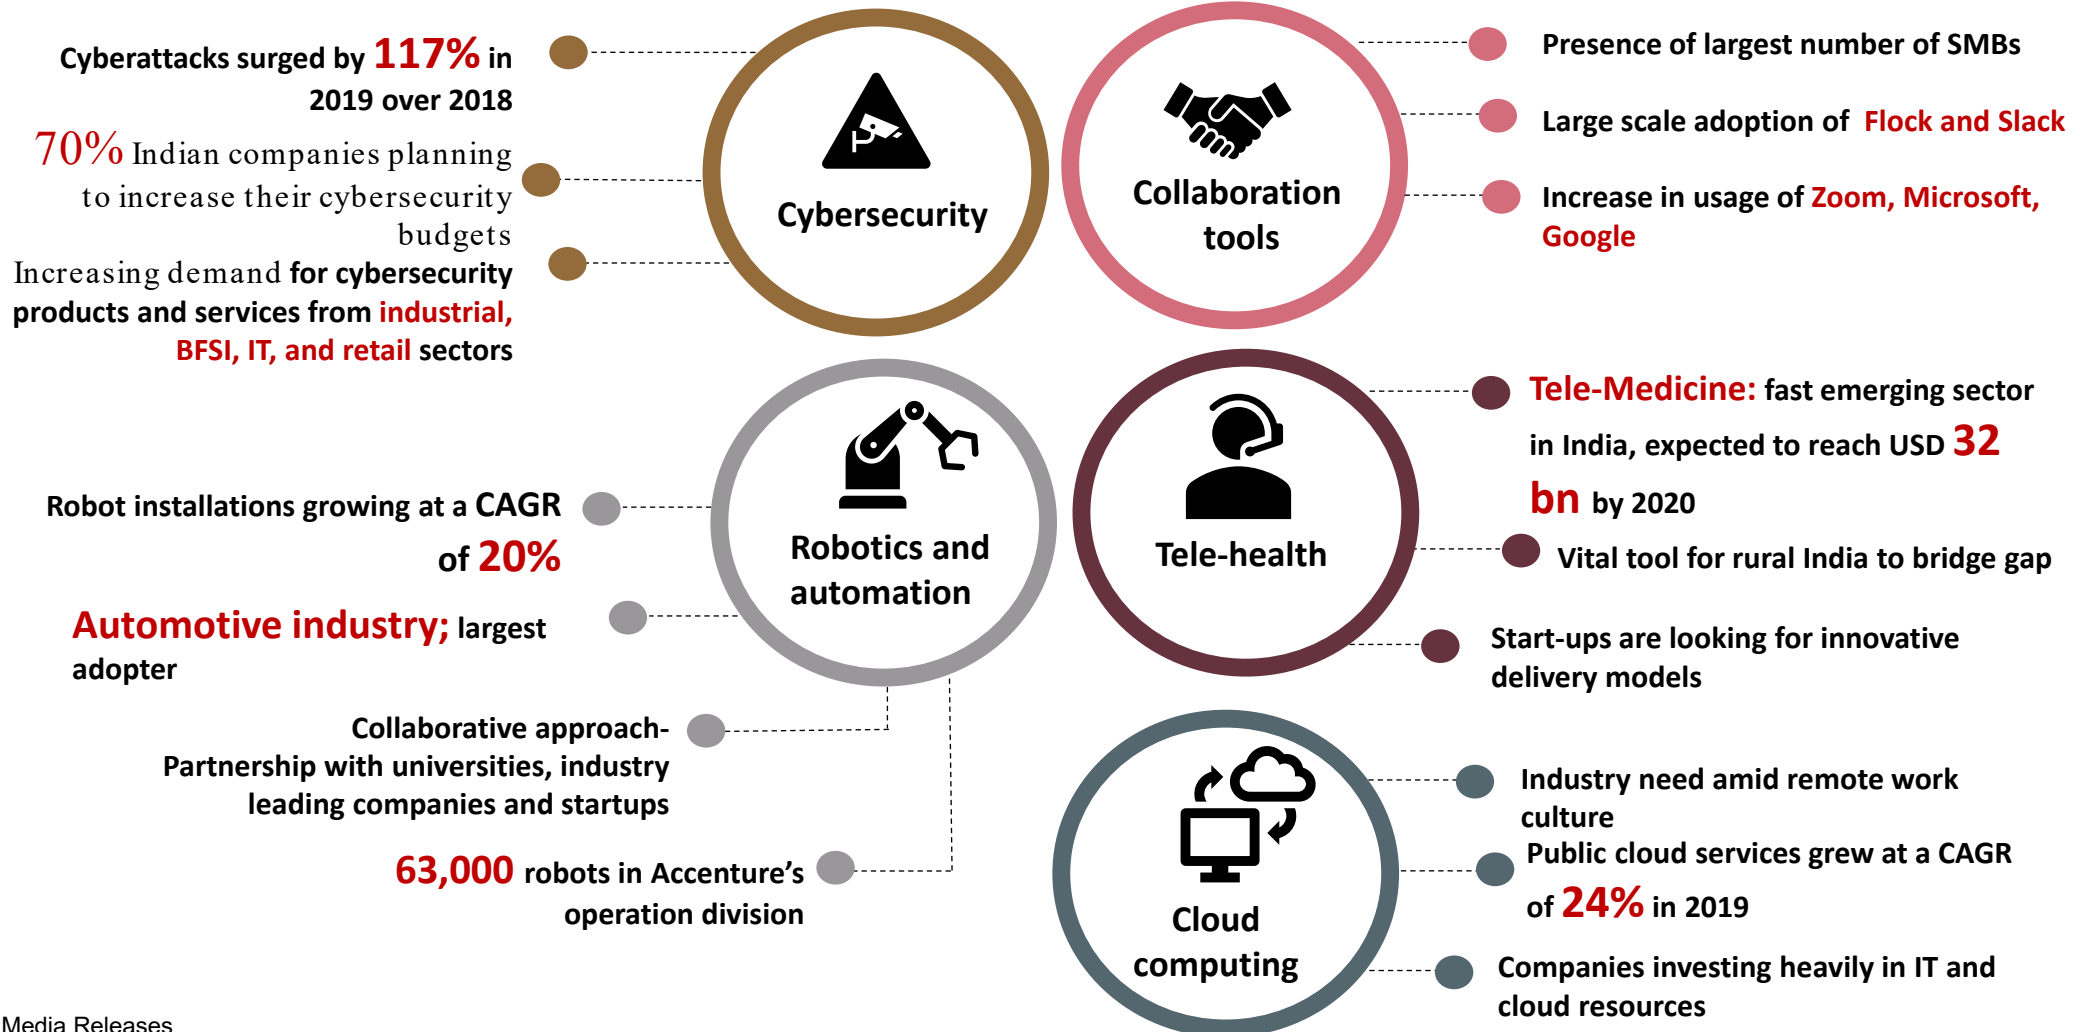 Cyberattacks surged by 117% in
2019 over 2018
70% Indian companies planning
to increase their cybersecurity
budgets
Increasing demand for cybersecurity
products and services from industrial,
BFSI, IT, and retail sectors
Cybersecurity
Collaboration
tools
Presence of largest number of SMBs
Large scale adoption of Flock and Slack
Increase in usage of Zoom, Microsoft,
Google
Robot installations growing at a CAGR
of 20%
Automotive industry; largest
adopter
Collaborative approach-
Partnership with universities, industry
leading companies and startups
63,000 robots in Accenture’s
operation division
Robotics and
automation
Tele-health
Tele-Medicine: fast emerging sector
in India, expected to reach USD 32
bn by 2020
Vital tool for rural India to bridge gap
Start-ups are looking for innovative
delivery models
Cloud
computing
Industry need amid remote work
culture
Public cloud services grew at a CAGR
of 24% in 2019
Companies investing heavily in IT and
cloud resources
Media Releases